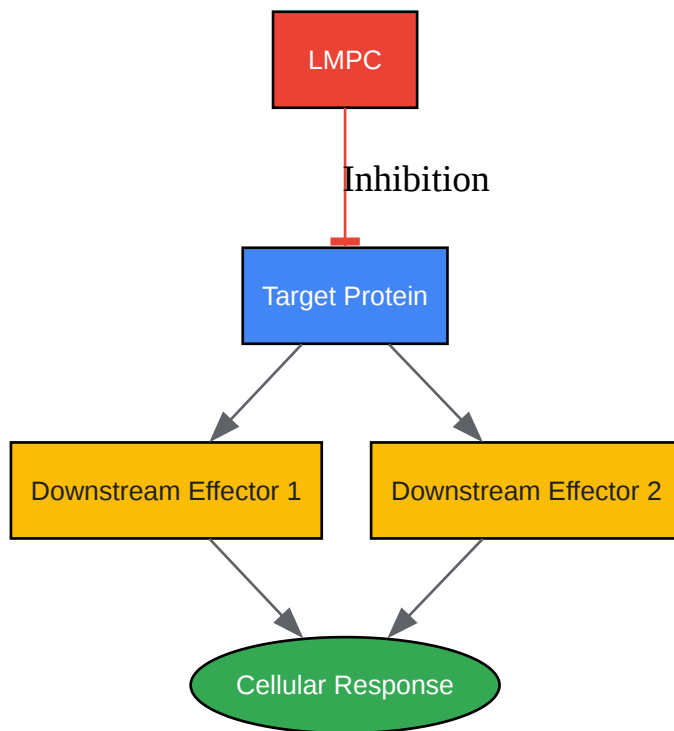 LMPC
Inhibition
Target Protein
Downstream Effector 1
Downstream Effector 2
Cellular Response